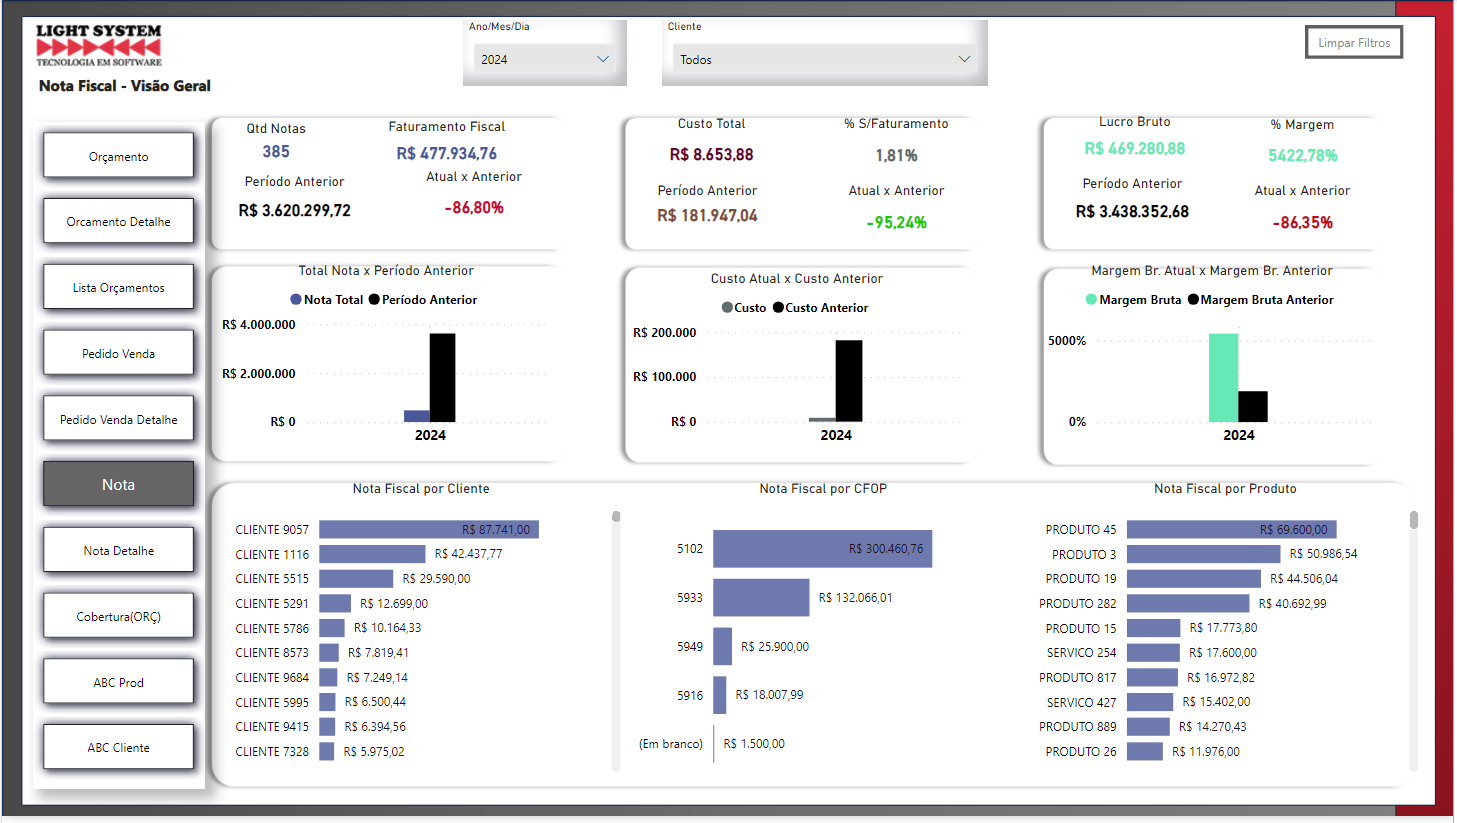 LIGHT SYSTEM
TECNOLOGIA EM SOFTWARE
Nota Fiscal - Visão Geral
Ano/Mes/Dia
2024
Cliente
Todos
Limpar Filtros
Orçamento
Orcamento Detalhe
Lista Orçamentos
Pedido Venda
Pedido Venda Detalhe
Nota
Nota Detalhe
Cobertura(ORÇ)
ABC Prod
ABC Cliente
Qtd Notas
385
Faturamento Fiscal
R$ 477.934,76
Período Anterior
R$ 3.620.299,72
Atual x Anterior
-86,80%
Custo Total
R$ 8.653,88
% S/Faturamento
1,81%
Período Anterior
R$ 181.947,04
Atual x Anterior
-95,24%
Lucro Bruto
R$ 469.280,88
% Margem
5422,78%
Período Anterior
R$ 3.438.352,68
Atual x Anterior
-86,35%
Total Nota x Período Anterior
Nota Total Período Anterior
R$ 4.000.000
R$ 2.000.000
R$ 0
2024
Custo Atual x Custo Anterior
Custo Custo Anterior
R$ 200.000
R$ 100.000
R$ 0
2024
Margem Br. Atual x Margem Br. Anterior
Margem Bruta Margem Bruta Anterior
5000%
0%
2024
Nota Fiscal por Cliente
CLIENTE 9057 R$ 87.741,00
CLIENTE 1116 R$ 42.437,77
CLIENTE 5515 R$ 29.590,00
CLIENTE 5291 R$ 12.699,00
CLIENTE 5786 R$ 10.164,33
CLIENTE 8573 R$ 7.819,41
CLIENTE 9684 R$ 7.249,14
CLIENTE 5995 R$ 6.500,44
CLIENTE 9415 R$ 6.394,56
CLIENTE 7328 R$ 5.975,02
Nota Fiscal por CFOP
5102 R$ 300.460,76
5933 R$ 132.066,01
5949 R$ 25.900,00
5916 R$ 18.007,99
(Em branco) R$ 1.500,00
Nota Fiscal por Produto
PRODUTO 45 R$ 69.600,00
PRODUTO 3 R$ 50.986,54
PRODUTO 19 R$ 44.506,04
PRODUTO 282 R$ 40.692,99
PRODUTO 15 R$ 17.773,80
SERVICO 254 R$ 17.600,00
PRODUTO 817 R$ 16.972,82
SERVICO 427 R$ 15.402,00
PRODUTO 889 R$ 14.270,43
PRODUTO 26 R$ 11.976,00